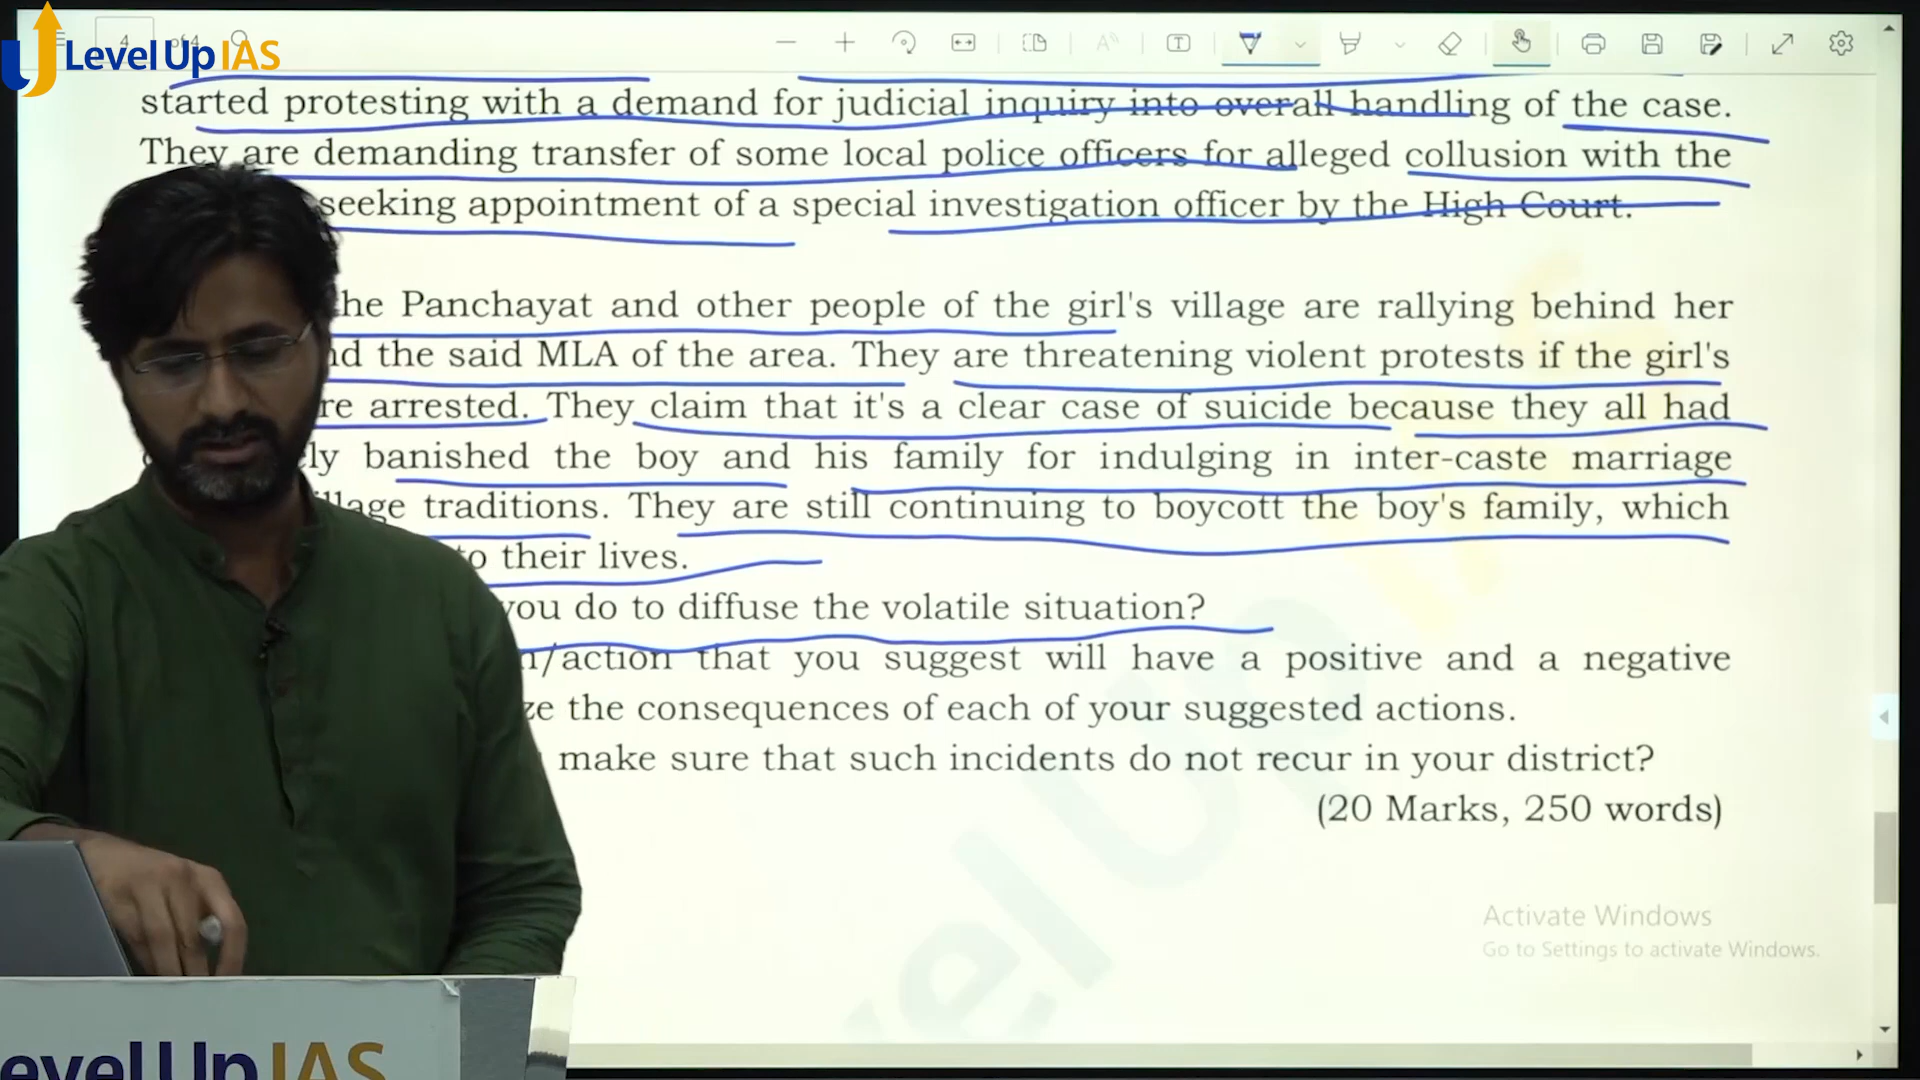 Level Up IAS
4 of 4
started protesting with a demand for judicial inquiry into overall handling of the case.
They are demanding transfer of some local police officers for alleged collusion with the
seeking appointment of a special investigation officer by the High Court.
he Panchayat and other people of the girl's village are rallying behind her
nd the said MLA of the area. They are threatening violent protests if the girl's
re arrested. They claim that it's a clear case of suicide because they all had
ly banished the boy and his family for indulging in inter-caste marriage
llage traditions. They are still continuing to boycott the boy's family, which
o their lives.
you do to diffuse the volatile situation?
n/action that you suggest will have a positive and a negative
ze the consequences of each of your suggested actions.
make sure that such incidents do not recur in your district?
(20 Marks, 250 words)
Activate Windows
Go to Settings to activate Windows.
evel Up IAS